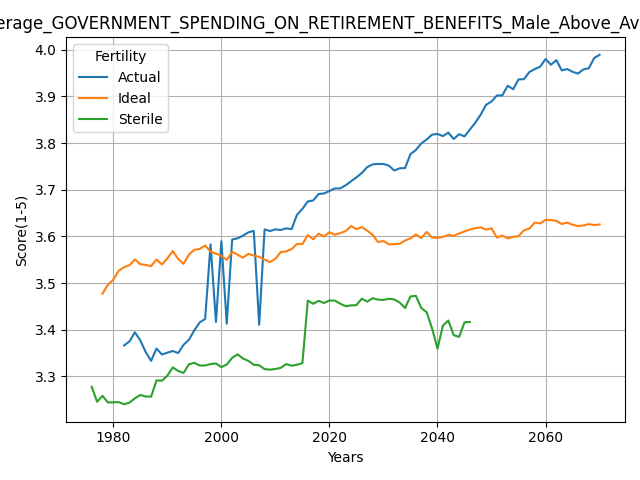 erage_GOVERNMENT_SPENDING_ON_RETIREMENT_BENEFITS_Male_Above_Av
Fertility
Actual
Ideal
Sterile
Score(1-5)
4.0
3.9
3.8
3.7
3.6
3.5
3.4
3.3
1980 2000 2020 2040 2060
Years